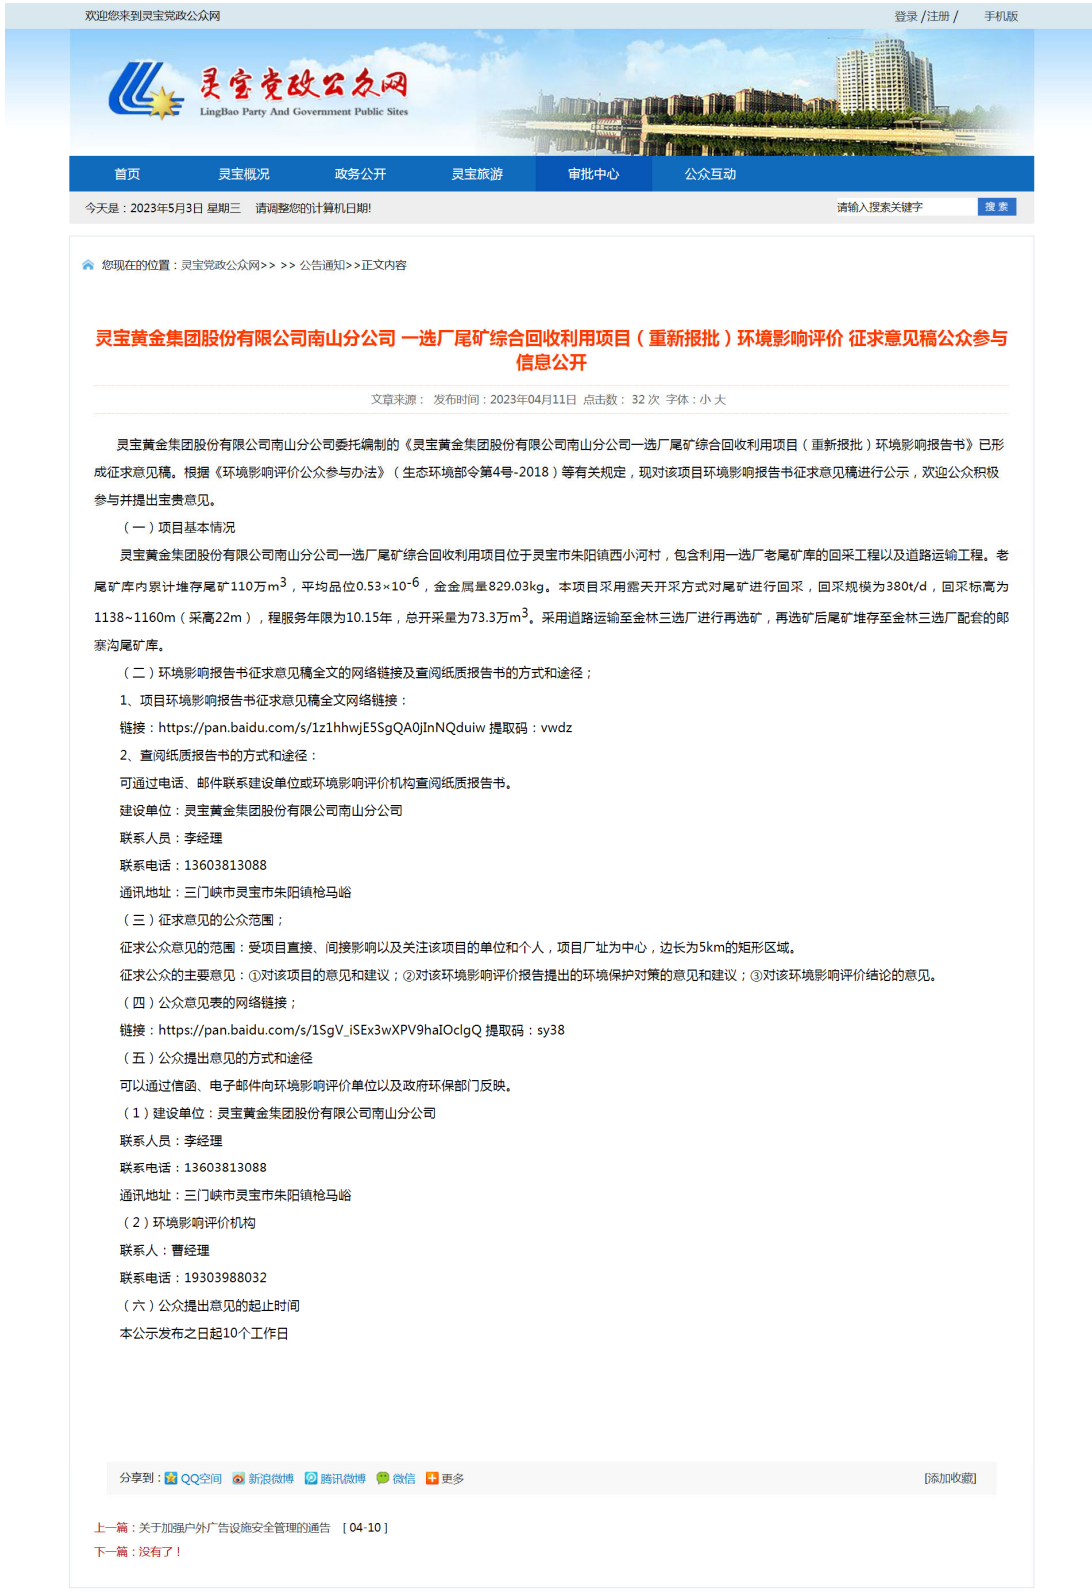 欢迎您来到灵宝党政公众网
登录 /注册 /
手机版
灵宝党政公众网
LingBao Party And Government Public Sites
首页
灵宝概况
政务公开
灵宝旅游
审批中心
公众互动
今天是：2023年5月3日 星期三 请调整您的计算机日期!
请输入搜素关键字
搜 索
您现在的位置：灵宝党政公众网>> >> 公告通知>>正文内容
灵宝黄金集团股份有限公司南山分公司 一选厂尾矿综合回收利用项目（重新报批）环境影响评价 征求意见稿公众参与
信息公开
文章来源： 发布时间：2023年04月11日 点击数： 32 次 字体：小 大
灵宝黄金集团股份有限公司南山分公司委托编制的《灵宝黄金集团股份有限公司南山分公司一选厂尾矿综合回收利用项目（重新报批）环境影响报告书》已形
成征求意见稿。根据《环境影响评价公众参与办法》（生态环境部令第4号-2018）等有关规定，现对该项目环境影响报告书征求意见稿进行公示，欢迎公众积极
参与并提出宝贵意见。
（一）项目基本情况
灵宝黄金集团股份有限公司南山分公司一选厂尾矿综合回收利用项目位于灵宝市朱阳镇西小河村，包含利用一选厂老尾矿库的回采工程以及道路运输工程。老
尾矿库内累计堆存尾矿110万m³，平均品位0.53×10⁻⁶，金金属量829.03kg。本项目采用露天开采方式对尾矿进行回采，回采规模为380t/d，回采标高为
1138~1160m（采高22m），程服务年限为10.15年，总开采量为73.3万m³。采用道路运输至金林三选厂进行再选矿，再选矿后尾矿堆存至金林三选厂配套的郎
寨沟尾矿库。
（二）环境影响报告书征求意见稿全文的网络链接及查阅纸质报告书的方式和途径；
1、项目环境影响报告书征求意见稿全文网络链接：
链接：https://pan.baidu.com/s/1z1hhwjE5SgQA0jInNQduiw 提取码：vwdz
2、查阅纸质报告书的方式和途径：
可通过电话、邮件联系建设单位或环境影响评价机构查阅纸质报告书。
建设单位：灵宝黄金集团股份有限公司南山分公司
联系人员：李经理
联系电话：13603813088
通讯地址：三门峡市灵宝市朱阳镇枪马峪
（三）征求意见的公众范围；
征求公众意见的范围：受项目直接、间接影响以及关注该项目的单位和个人，项目厂址为中心，边长为5km的矩形区域。
征求公众的主要意见：①对该项目的意见和建议；②对该环境影响评价报告提出的环境保护对策的意见和建议；③对该环境影响评价结论的意见。
（四）公众意见表的网络链接；
链接：https://pan.baidu.com/s/1SgV_iSEx3wXPV9haIOcIgQ 提取码：sy38
（五）公众提出意见的方式和途径
可以通过信函、电子邮件向环境影响评价单位以及政府环保部门反映。
（1）建设单位：灵宝黄金集团股份有限公司南山分公司
联系人员：李经理
联系电话：13603813088
通讯地址：三门峡市灵宝市朱阳镇枪马峪
（2）环境影响评价机构
联系人：曹经理
联系电话：19303988032
（六）公众提出意见的起止时间
本公示发布之日起10个工作日
分享到： QQ空间 新浪微博 腾讯微博 微信 更多
[添加收藏]
上一篇：关于加强户外广告设施安全管理的通告 [ 04-10 ]
下一篇：没有了！